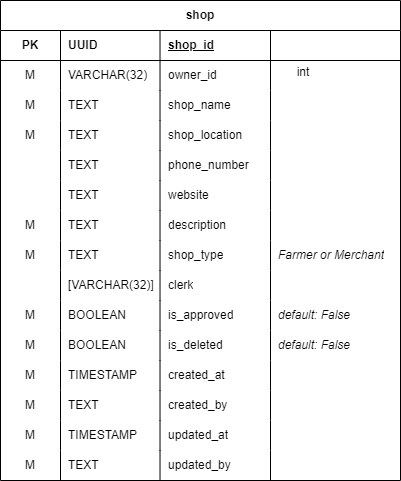 shop
PK UUID shop_id
M VARCHAR(32) owner_id int
M TEXT shop_name
M TEXT shop_location
TEXT phone_number
TEXT website
M TEXT description
M TEXT shop_type Farmer or Merchant
[VARCHAR(32)] clerk
M BOOLEAN is_approved default: False
M BOOLEAN is_deleted default: False
M TIMESTAMP created_at
M TEXT created_by
M TIMESTAMP updated_at
M TEXT updated_by